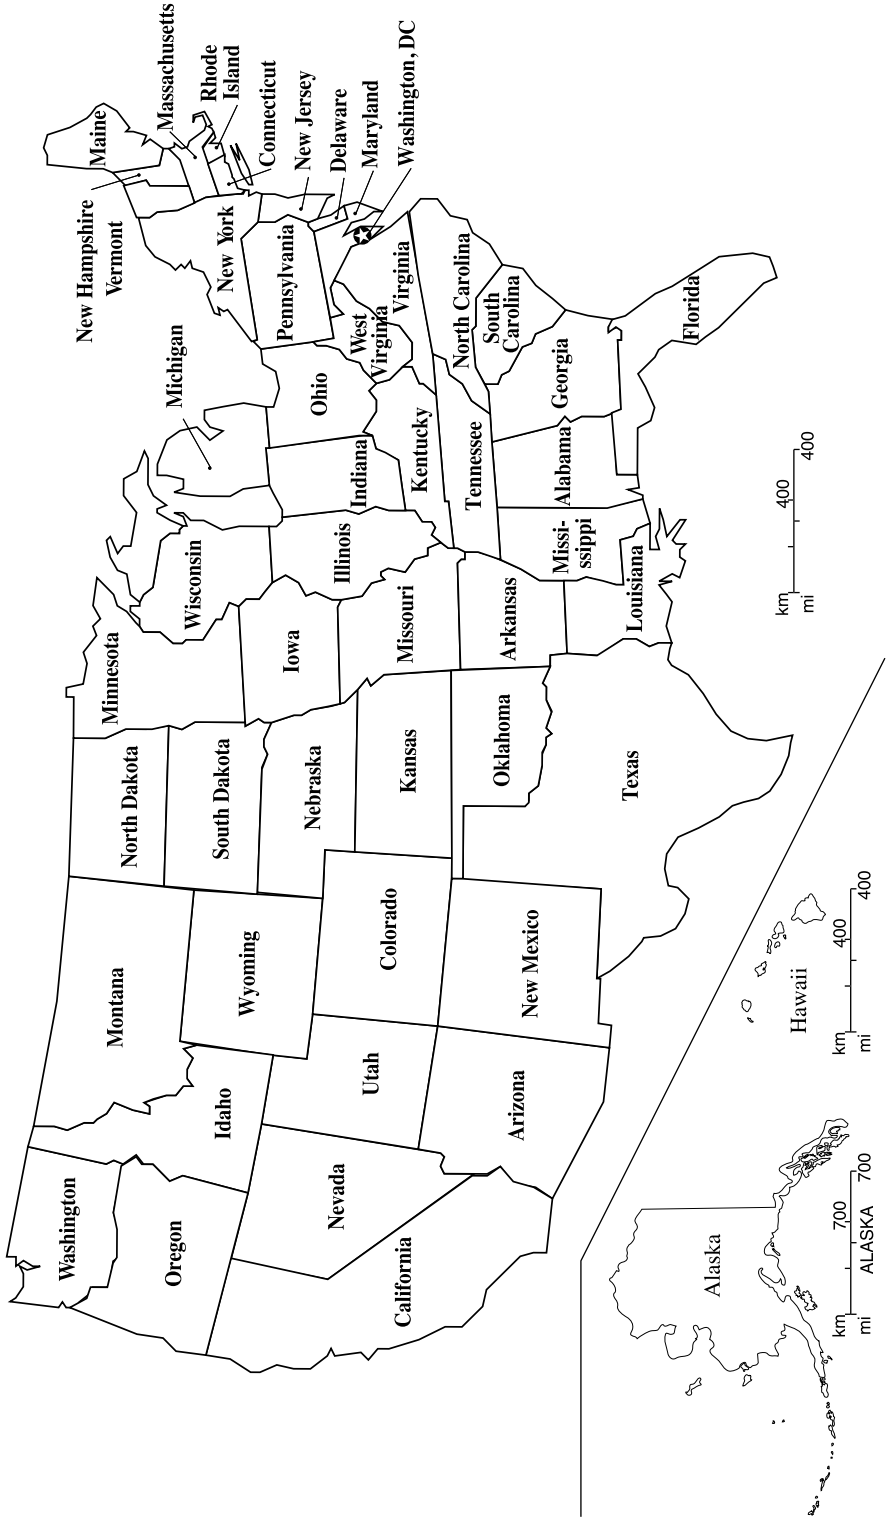 Washington
Oregon
California
Nevada
Idaho
Montana
Wyoming
Utah
Arizona
Colorado
New Mexico
North Dakota
South Dakota
Nebraska
Kansas
Oklahoma
Texas
Minnesota
Iowa
Missouri
Arkansas
Louisiana
Wisconsin
Illinois
Michigan
Indiana
Ohio
Kentucky
Tennessee
Missi-
ssippi
Alabama
Georgia
Florida
South
Carolina
North Carolina
Virginia
West
Virginia
Pennsylvania
New York
Vermont
New Hampshire
Maine
Massachusetts
Rhode
Island
Connecticut
New Jersey
Delaware
Maryland
Washington, DC
Alaska
km 700
mi 700
ALASKA
Hawaii
km 400
mi 400
km 400
mi 400